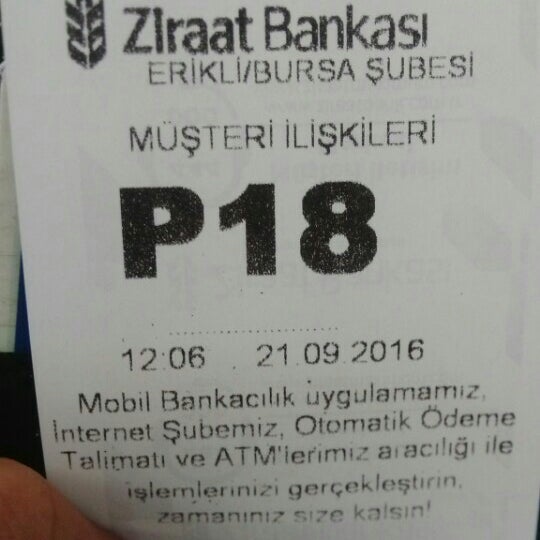 Ziraat Bankası
ERİKLİ/BURSA ŞUBESİ
MÜŞTERİ İLİŞKİLERİ
P18
12:06 21.09.2016
Mobil Bankacılık uygulamamız,
İnternet Şubemiz, Otomatik Ödeme
Talimatı ve ATM'lerimiz aracılığı ile
işlemlerinizi gerçekleştirin,
zamanınız size kalsın!